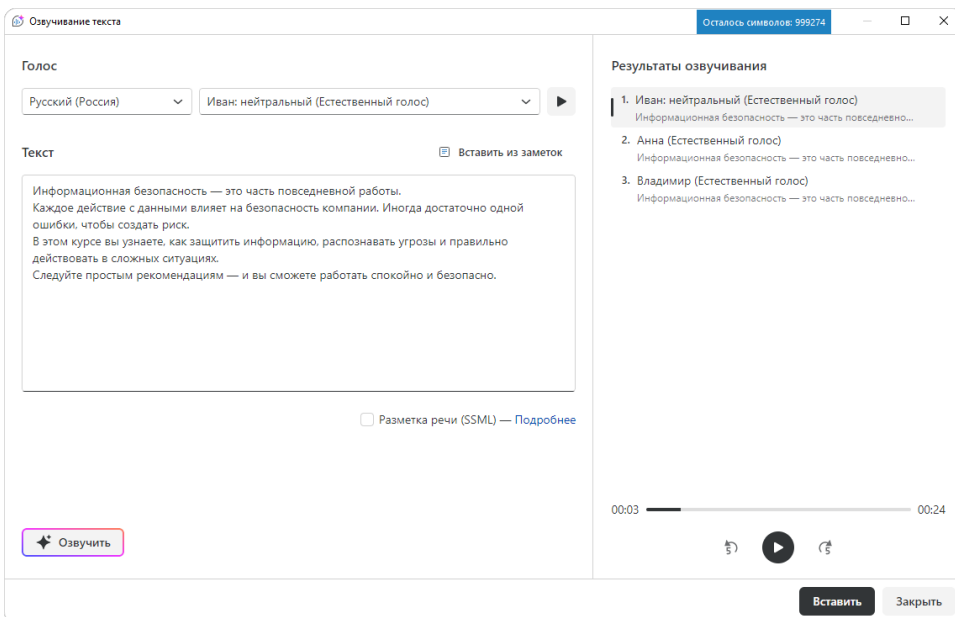 Озвучивание текста
Осталось символов: 999274
Голос
Русский (Россия)
Иван: нейтральный (Естественный голос)
Текст
Вставить из заметок
Информационная безопасность — это часть повседневной работы.
Каждое действие с данными влияет на безопасность компании. Иногда достаточно одной
ошибки, чтобы создать риск.
В этом курсе вы узнаете, как защитить информацию, распознавать угрозы и правильно
действовать в сложных ситуациях.
Следуйте простым рекомендациям — и вы сможете работать спокойно и безопасно.
Разметка речи (SSML) — Подробнее
Озвучить
Результаты озвучивания
1. Иван: нейтральный (Естественный голос)
Информационная безопасность — это часть повседневно...
2. Анна (Естественный голос)
Информационная безопасность — это часть повседневно...
3. Владимир (Естественный голос)
Информационная безопасность — это часть повседневно...
00:03
00:24
5
5
Вставить
Закрыть